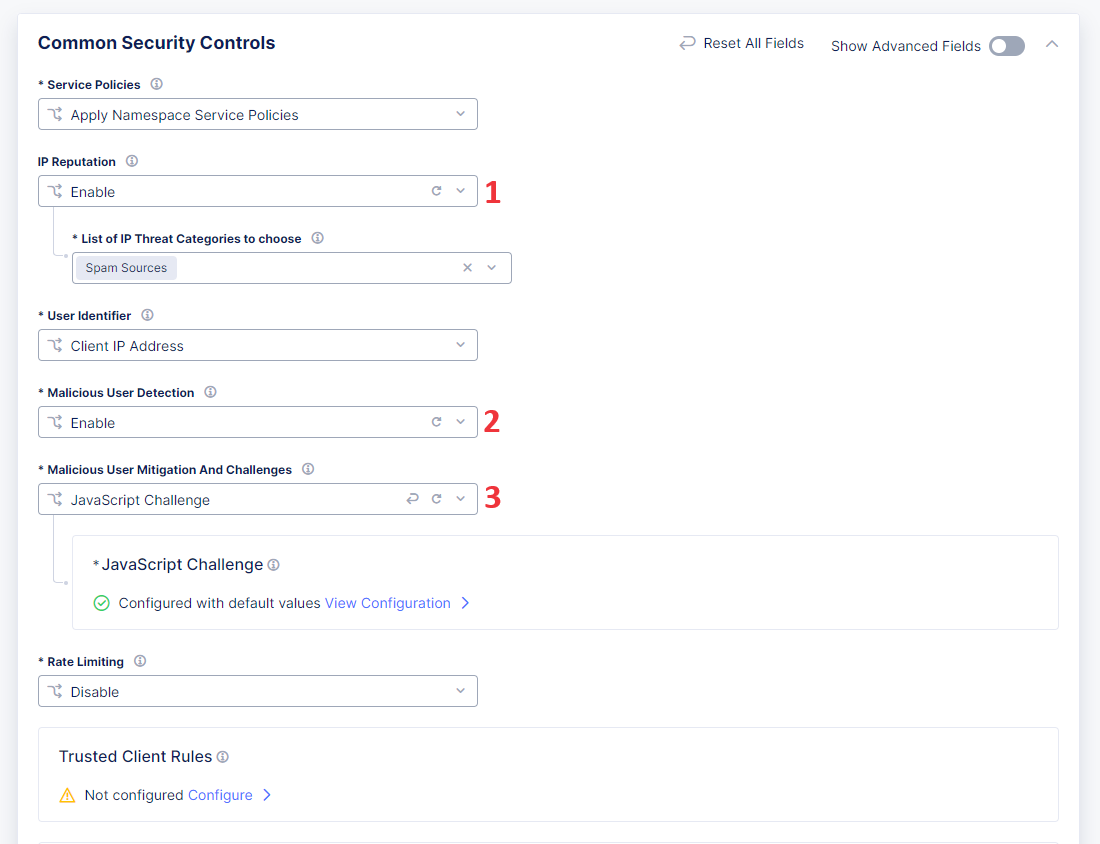 Common Security Controls
Reset All Fields
Show Advanced Fields
* Service Policies
Apply Namespace Service Policies
IP Reputation
Enable
1
* List of IP Threat Categories to choose
Spam Sources
* User Identifier
Client IP Address
* Malicious User Detection
Enable
2
* Malicious User Mitigation And Challenges
JavaScript Challenge
3
* JavaScript Challenge
Configured with default values View Configuration
* Rate Limiting
Disable
Trusted Client Rules
Not configured Configure